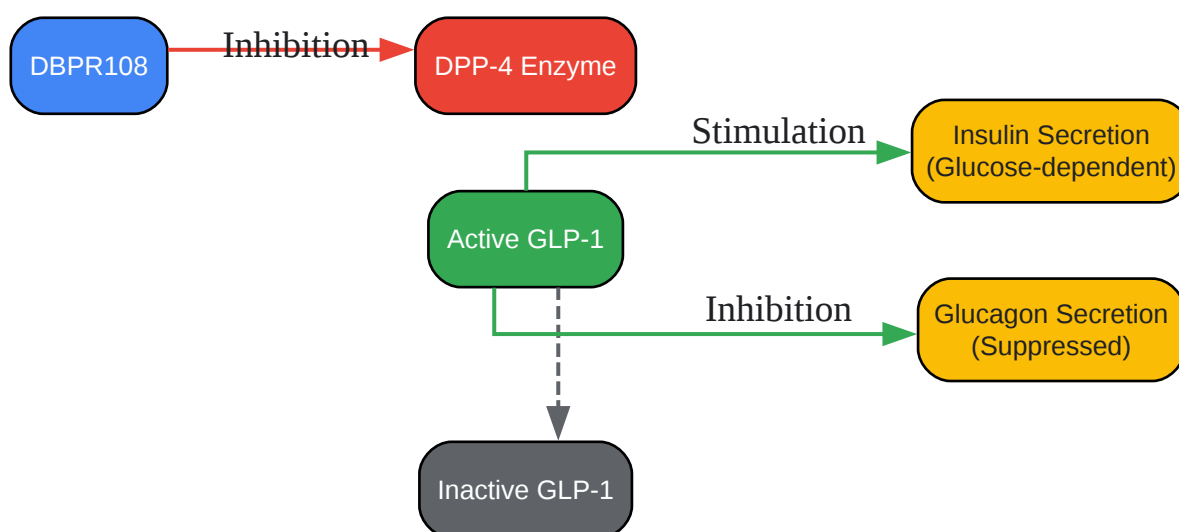 DBPR108
Inhibition
DPP-4 Enzyme
Stimulation
Insulin Secretion
(Glucose-dependent)
Active GLP-1
Inhibition
Glucagon Secretion
(Suppressed)
Inactive GLP-1